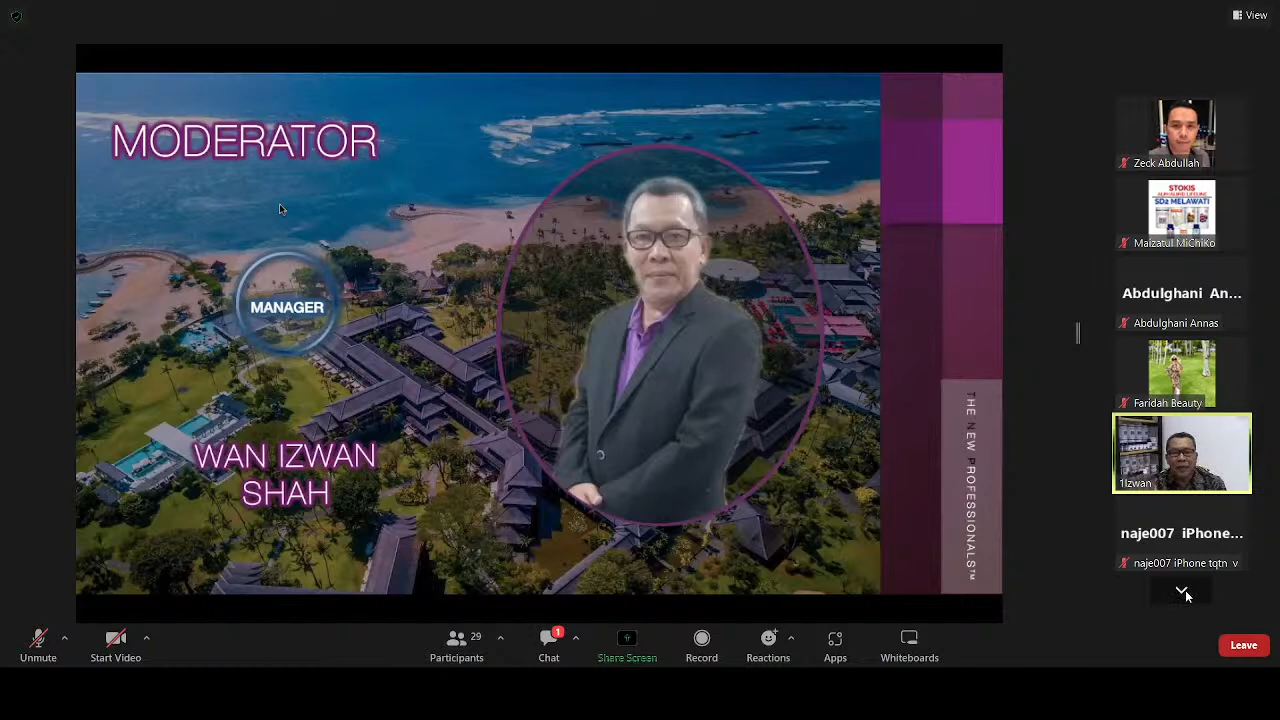 View
MODERATOR
MANAGER
WAN IZWAN
SHAH
THE NEW PROFESSIONALS™
Zeck Abdullah
STOKIS
SD2 MELAWATI
Maizatul MiChiKo
Abdulghani An...
Abdulghani Annas
Faridah Beauty
1Izwan
naje007 iPhone...
naje007 iPhone tqtn v
Unmute
Start Video
29
Participants
1
Chat
Share Screen
Record
Reactions
Apps
Whiteboards
Leave